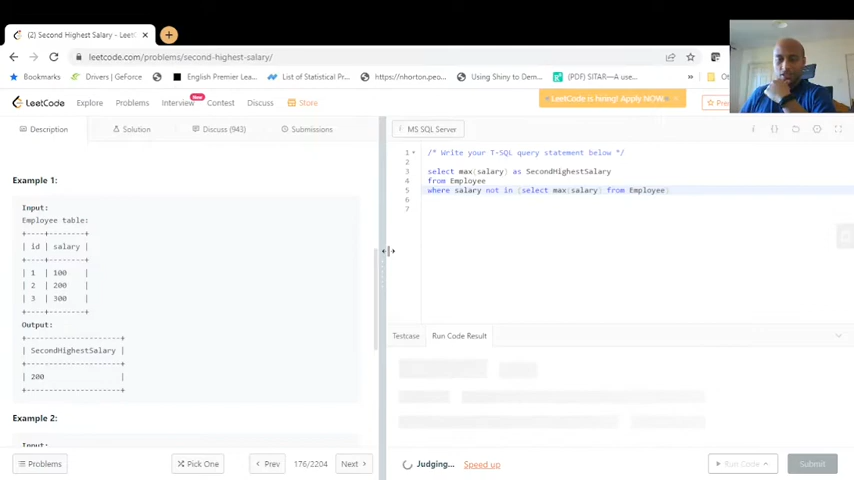 (2) Second Highest Salary - LeetC
leetcode.com/problems/second-highest-salary/
Bookmarks
Drivers | GeForce
English Premier Lea...
List of Statistical Pro...
https://nhorton.peo...
Using Shiny to Dem...
(PDF) SITAR—A use...
LeetCode
Explore
Problems
Interview
New
Contest
Discuss
Store
LeetCode is hiring! Apply NOW.
Description
Solution
Discuss (943)
Submissions
MS SQL Server
Example 1:
Input:
Employee table:
+----+--------+
| id | salary |
+----+--------+
| 1 | 100 |
| 2 | 200 |
| 3 | 300 |
+----+--------+
Output:
+---------------------+
| SecondHighestSalary |
+---------------------+
| 200 |
+---------------------+
Example 2:
Input:
1 /* Write your T-SQL query statement below */
2
3 select max(salary) as SecondHighestSalary
4 from Employee
5 where salary not in (select max(salary) from Employee)
6
7
Testcase
Run Code Result
Problems
Pick One
Prev
176/2204
Next
Judging...
Speed up
Run Code
Submit